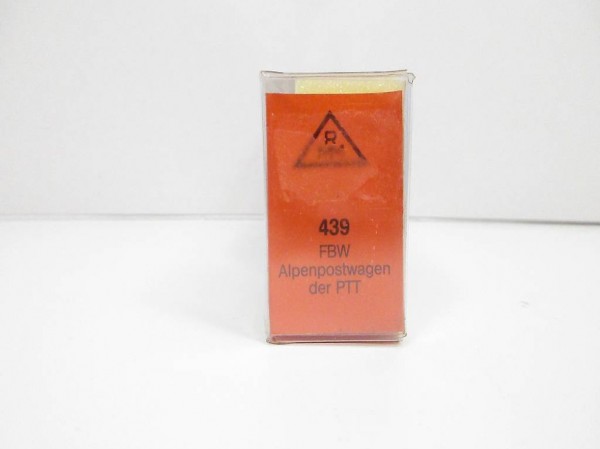 R
439
FBW
Alpenpostwagen
der PTT